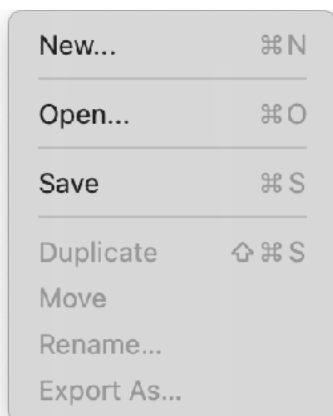 New... ⌘N
Open... ⌘O
Save ⌘S
Duplicate ⇧⌘S
Move
Rename...
Export As...